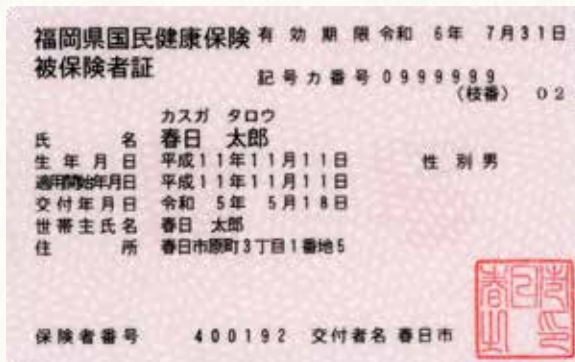 福岡県国民健康保険 有効期限 令和 6年 7月31日
被保険者証
記号カ番号 0999999
(枝番) 02
カスガ タロウ
氏名 春日 太郎
生年月日 平成11年11月11日 性別 男
適用開始年月日 平成11年11月11日
交付年月日 令和 5年 5月18日
世帯主氏名 春日 太郎
住所 春日市原町3丁目1番地5
保険者番号 400192 交付者名 春日市